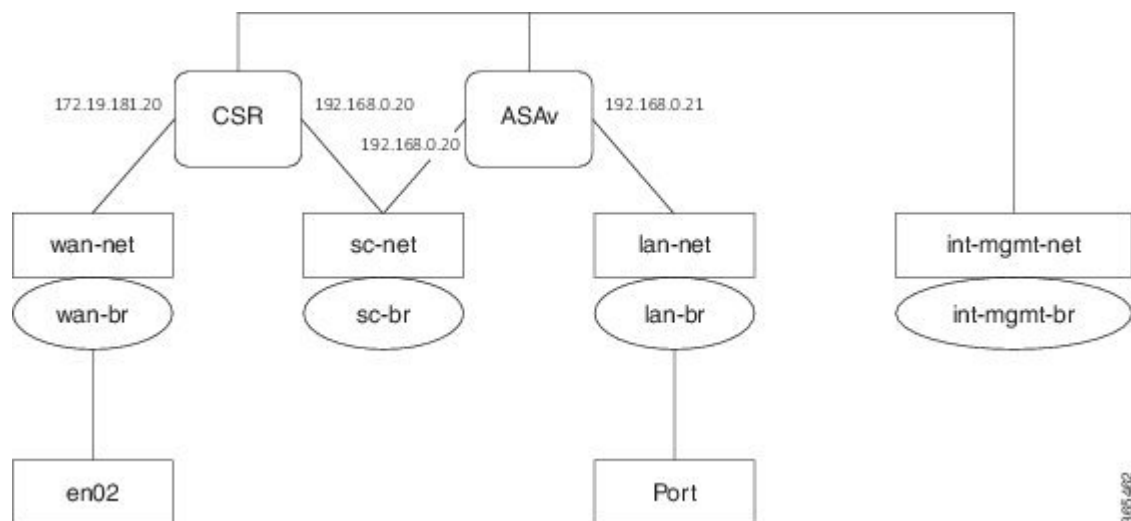 172.19.181.20
CSR
192.168.0.20
192.168.0.20
ASAv
192.168.0.21
wan-net
sc-net
lan-net
int-mgmt-net
wan-br
sc-br
lan-br
int-mgmt-br
en02
Port
365462